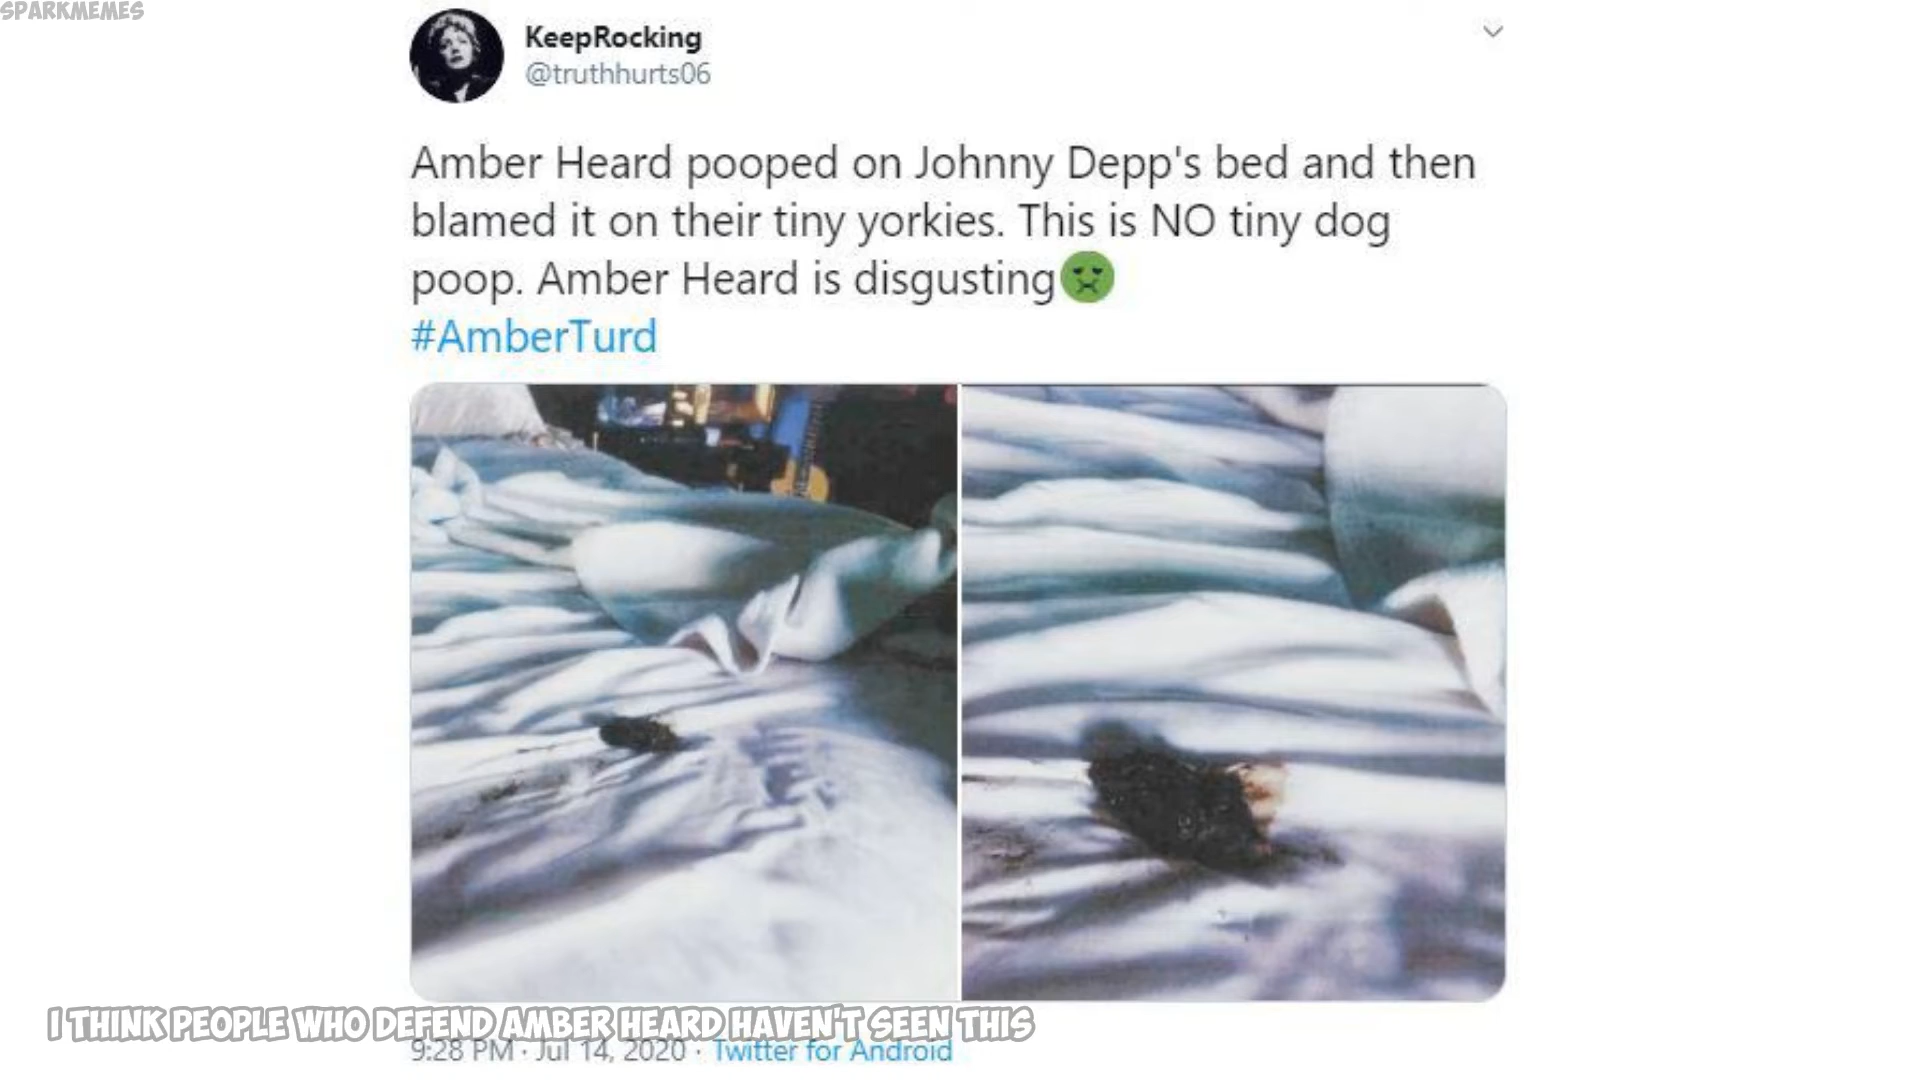 SPARKMEMES
KeepRocking
@truthhurts06
Amber Heard pooped on Johnny Depp's bed and then
blamed it on their tiny yorkies. This is NO tiny dog
poop. Amber Heard is disgusting🤢
#AmberTurd
I THINK PEOPLE WHO DEFEND AMBER HEARD HAVEN'T SEEN THIS
9:28 PM · Jul 14, 2020 · Twitter for Android